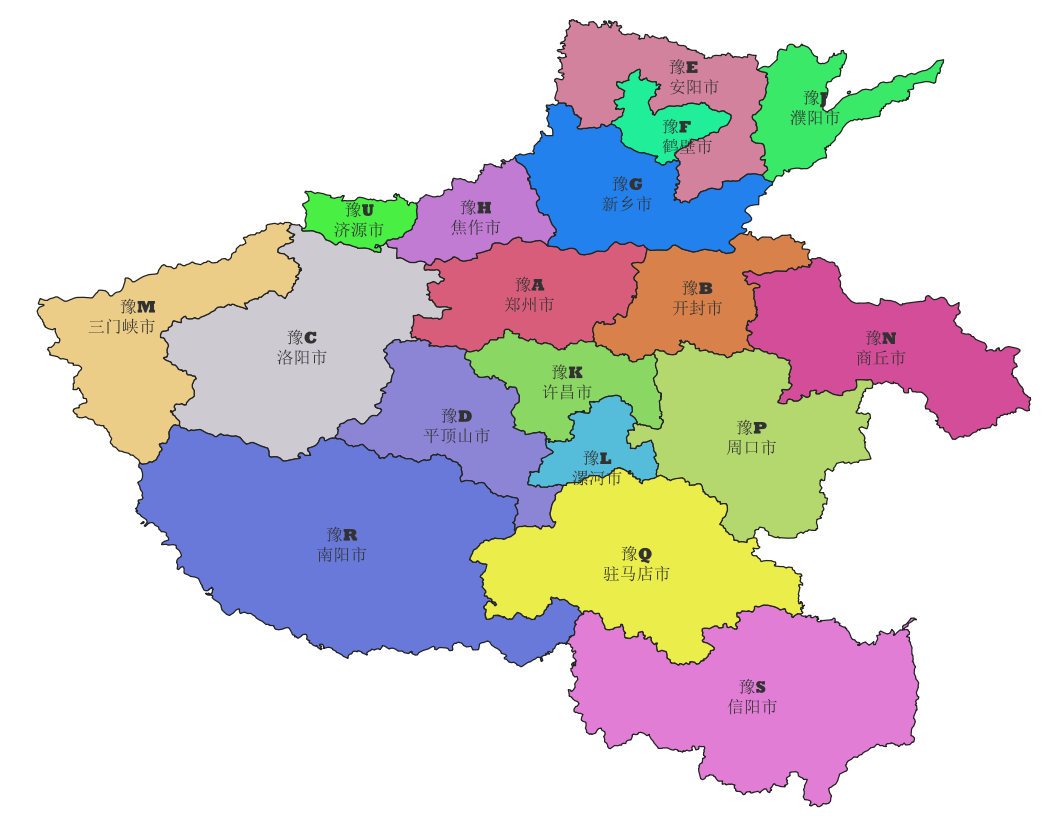 豫E
安阳市
豫J
濮阳市
豫F
鹤壁市
豫G
新乡市
豫U
济源市
豫H
焦作市
豫A
郑州市
豫B
开封市
豫M
三门峡市
豫C
洛阳市
豫N
商丘市
豫K
许昌市
豫D
平顶山市
豫P
周口市
豫L
漯河市
豫R
南阳市
豫Q
驻马店市
豫S
信阳市